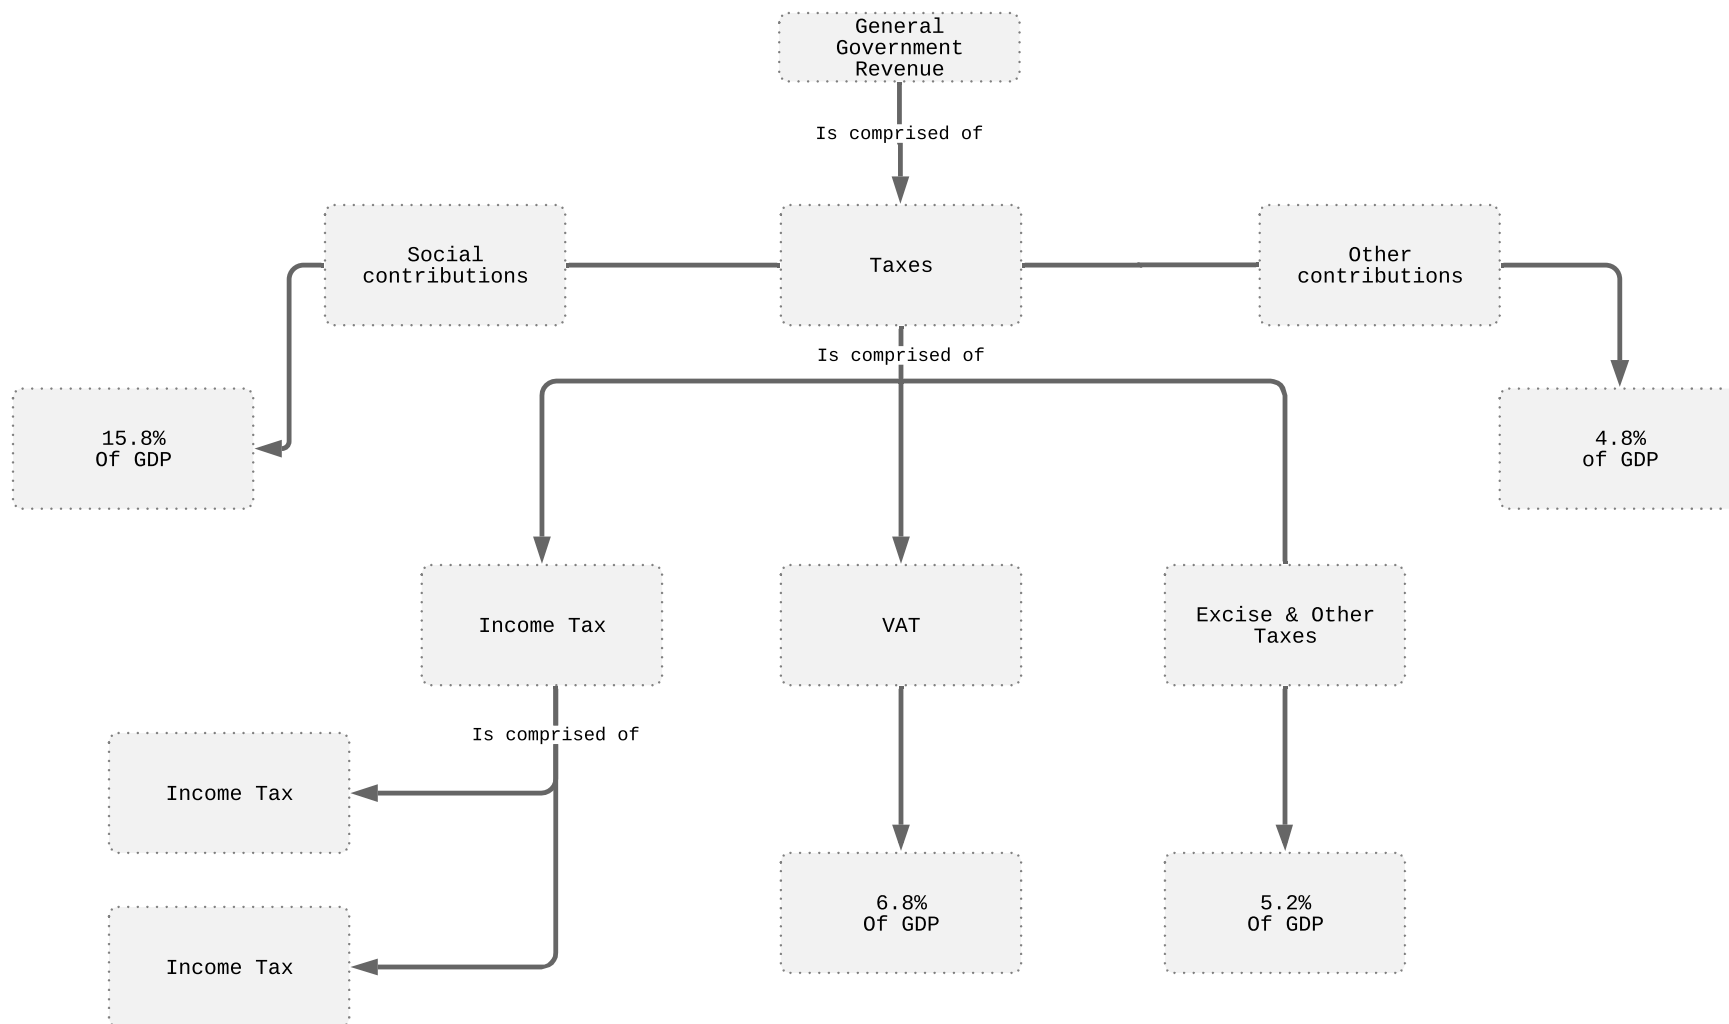 General
Government
Revenue
Is comprised of
Social
contributions
Taxes
Other
contributions
Is comprised of
15.8%
Of GDP
4.8%
of GDP
Income Tax
VAT
Excise & Other
Taxes
Is comprised of
Income Tax
6.8%
Of GDP
5.2%
Of GDP
Income Tax